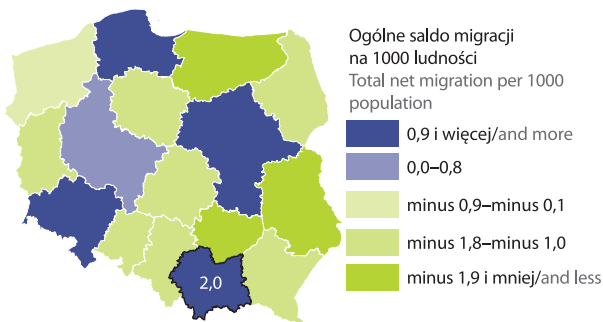 Ogólne saldo migracji
na 1000 ludności
Total net migration per 1000
population
0,9 i więcej/and more
0,0–0,8
minus 0,9–minus 0,1
minus 1,8–minus 1,0
minus 1,9 i mniej/and less
2,0